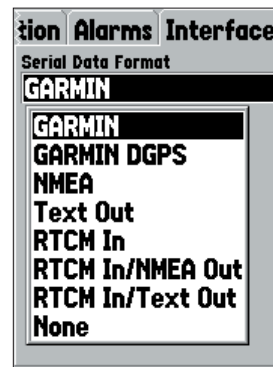 tion Alarms Interface
Serial Data Format
GARMIN
GARMIN
GARMIN DGPS
NMEA
Text Out
RTCM In
RTCM In/NMEA Out
RTCM In/Text Out
None